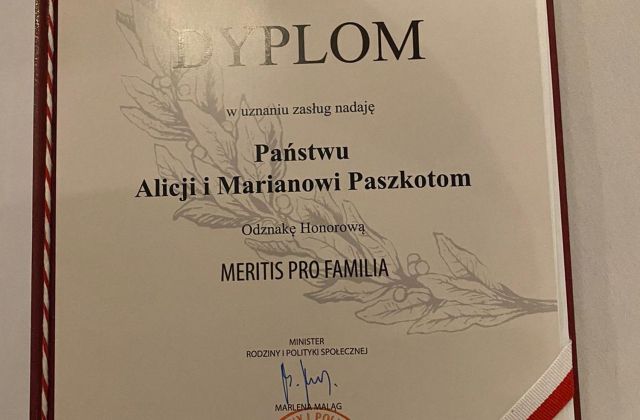 DYPLOM
w uznaniu zasług nadaję
Państwu
Alicji i Marianowi Paszkotom
Odznakę Honorową
MERITIS PRO FAMILIA
MINISTER
RODZINY I POLITYKI SPOŁECZNEJ
MARLENA MALĄG